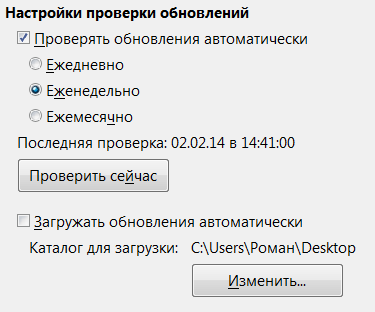 Настройки проверки обновлений
Проверять обновления автоматически
Ежедневно
Еженедельно
Ежемесячно
Последняя проверка: 02.02.14 в 14:41:00
Проверить сейчас
Загружать обновления автоматически
Каталог для загрузки: C:\Users\Роман\Desktop
Изменить...